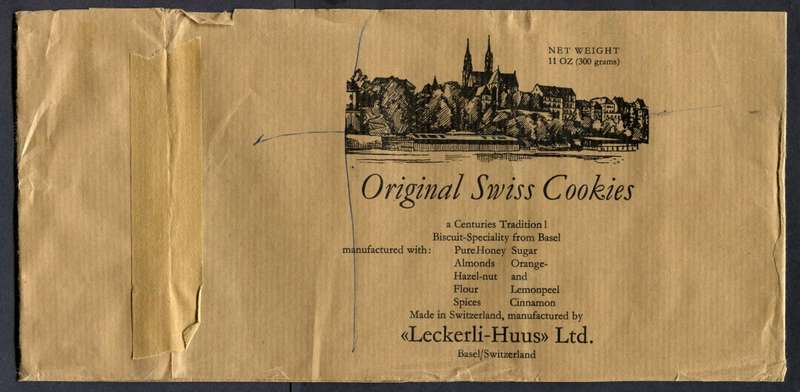 NET WEIGHT
11 OZ (300 grams)
Original Swiss Cookies
a Centuries Tradition!
Biscuit-Speciality from Basel
manufactured with: Pure Honey Sugar
Almonds Orange-
Hazel-nut and
Flour Lemonpeel
Spices Cinnamon
Made in Switzerland, manufactured by
«Leckerli-Huus» Ltd.
Basel/Switzerland